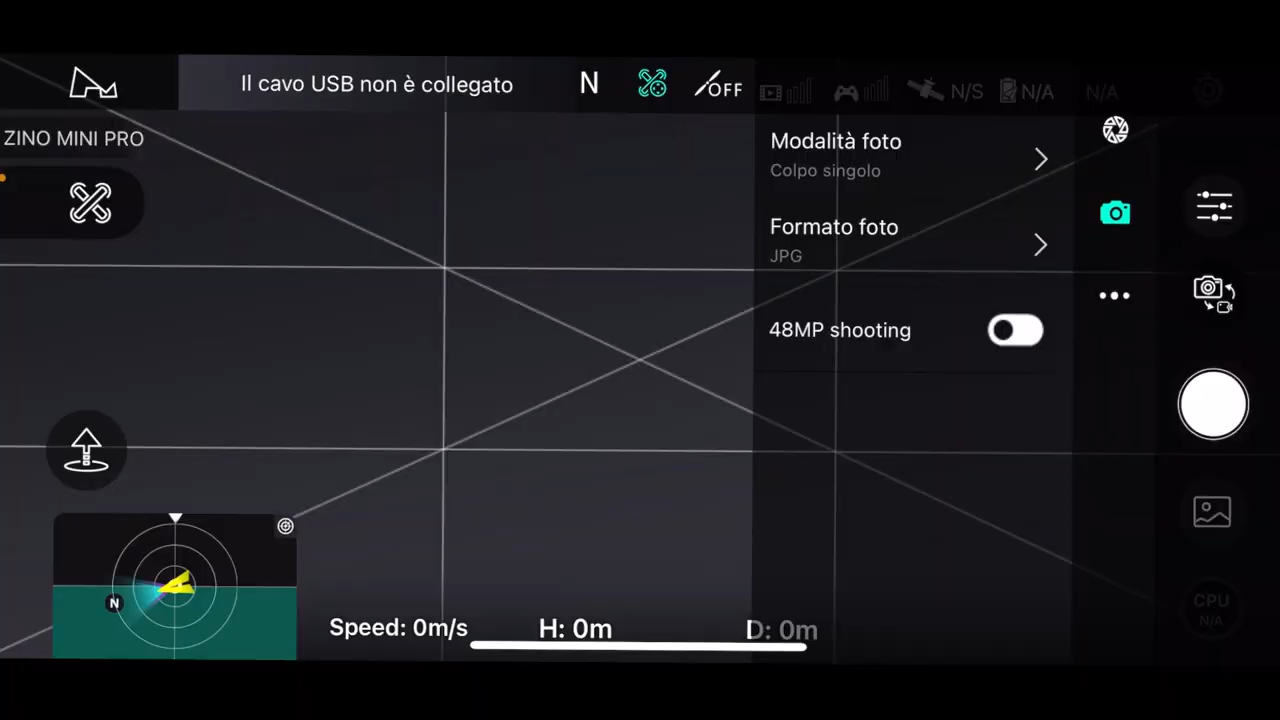 Il cavo USB non è collegato
N
OFF
N/S
N/A
N/A
ZINO MINI PRO
Modalità foto
Colpo singolo
Formato foto
JPG
48MP shooting
N
Speed: 0m/s
H: 0m
D: 0m
CPU
N/A